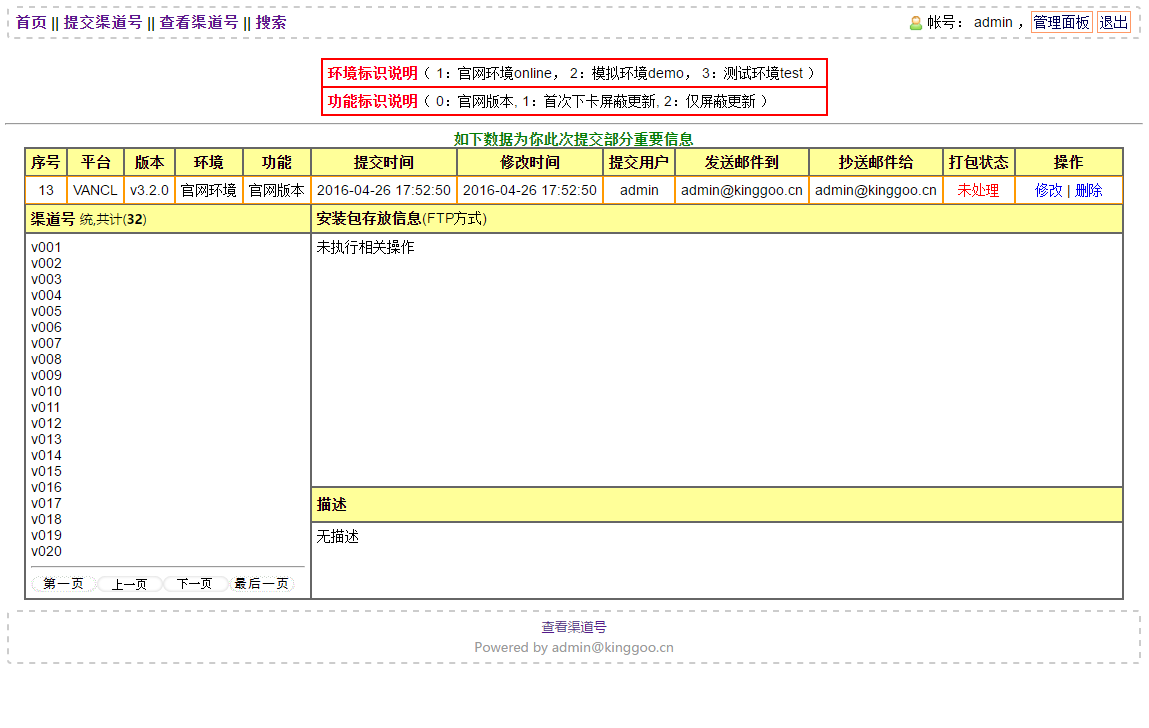 首页 || 提交渠道号 || 查看渠道号 || 搜索 帐号： admin ，管理面板 退出
环境标识说明（ 1：官网环境online， 2：模拟环境demo， 3：测试环境test ）
功能标识说明（ 0：官网版本, 1：首次下卡屏蔽更新, 2：仅屏蔽更新 ）
如下数据为你此次提交部分重要信息
序号 平台 版本 环境 功能 提交时间 修改时间 提交用户 发送邮件到 抄送邮件给 打包状态 操作
13 VANCL v3.2.0 官网环境 官网版本 2016-04-26 17:52:50 2016-04-26 17:52:50 admin admin@kinggoo.cn admin@kinggoo.cn 未处理 修改 | 删除
渠道号 统,共计(32) 安装包存放信息(FTP方式)
v001 未执行相关操作
v002
v003
v004
v005
v006
v007
v008
v009
v010
v011
v012
v013
v014
v015
v016
v017 描述
v018
v019 无描述
v020
第一页 上一页 下一页 最后一页
查看渠道号
Powered by admin@kinggoo.cn